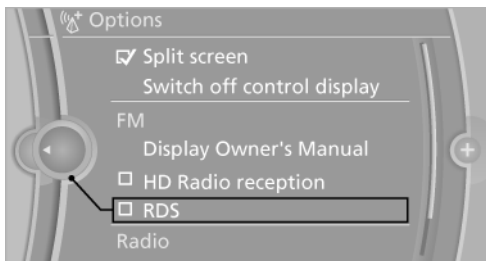 Options
Split screen
Switch off control display
FM
Display Owner's Manual
HD Radio reception
RDS
Radio